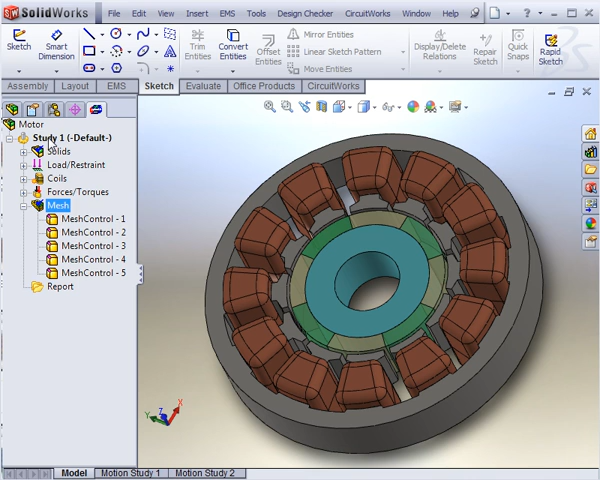 SolidWorks File Edit View Insert EMS Tools Design Checker CircuitWorks Window Help
Sketch Smart Dimension Trim Entities Convert Entities Offset Entities Mirror Entities Linear Sketch Pattern Move Entities Display/Delete Relations Repair Sketch Quick Snaps Rapid Sketch
Assembly Layout EMS Sketch Evaluate Office Products CircuitWorks
Motor
Study 1 (-Default-)
Solids
Load/Restraint
Coils
Forces/Torques
Mesh
MeshControl - 1
MeshControl - 2
MeshControl - 3
MeshControl - 4
MeshControl - 5
Report
Y Z X
Model Motion Study 1 Motion Study 2